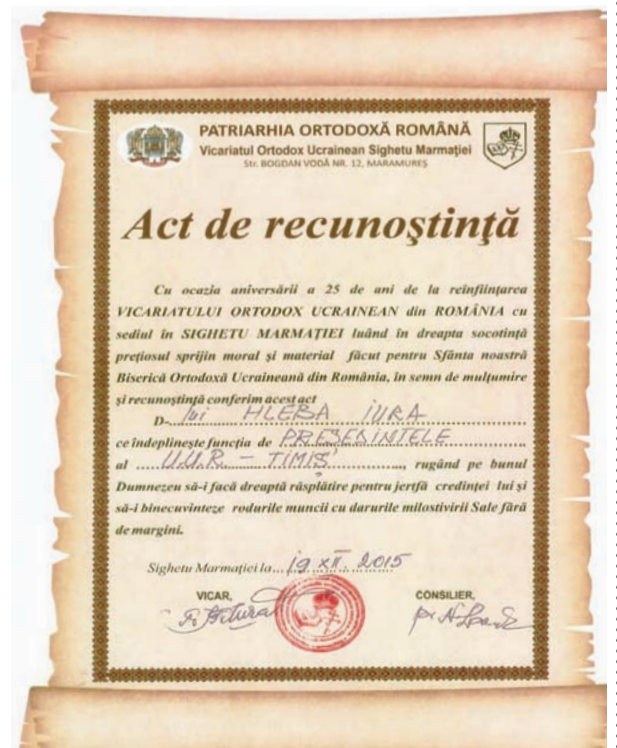 PATRIARHIA ORTODOXĂ ROMÂNĂ
Vicariatul Ortodox Ucrainean Sighetu Marmației
Str. BOGDAN VODĂ NR. 12, MARAMUREȘ
Act de recunoștință
Cu ocazia aniversării a 25 de ani de la reînființarea
VICARIATULUI ORTODOX UCRAINEAN din ROMÂNIA cu
sediul în SIGHETU MARMAȚIEI luând în dreapta socotință
prețiosul sprijin moral și material făcut pentru Sfânta noastră
Biserică Ortodoxă Ucraineană din România, în semn de mulțumire
și recunoștință conferim acest act
D-...lui HLEBA IURA
ce îndeplinește funcția de PREȘEDINTELE
al ....U.U.R. – TIMIȘ............, rugând pe bunul
Dumnezeu să-i facă dreaptă răsplătire pentru jertfă credinței lui și
să-i binecuvinteze rodurile muncii cu darurile milostivirii Sale fără
de margini.
Sighetu Marmației la... 19 XII. 2015
VICAR, CONSILIER,